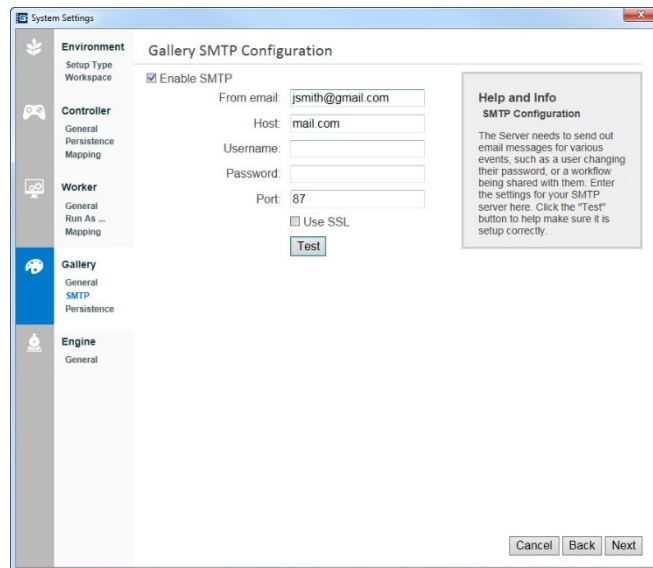 System Settings
Environment
Setup Type
Workspace
Controller
General
Persistence
Mapping
Worker
General
Run As ...
Mapping
Gallery
General
SMTP
Persistence
Engine
General
Gallery SMTP Configuration
Enable SMTP
From email: jsmith@gmail.com
Host: mail.com
Username:
Password:
Port: 87
Use SSL
Test
Help and Info
SMTP Configuration
The Server needs to send out
email messages for various
events, such as a user changing
their password, or a workflow
being shared with them. Enter
the settings for your SMTP
server here. Click the "Test"
button to help make sure it is
setup correctly.
Cancel Back Next